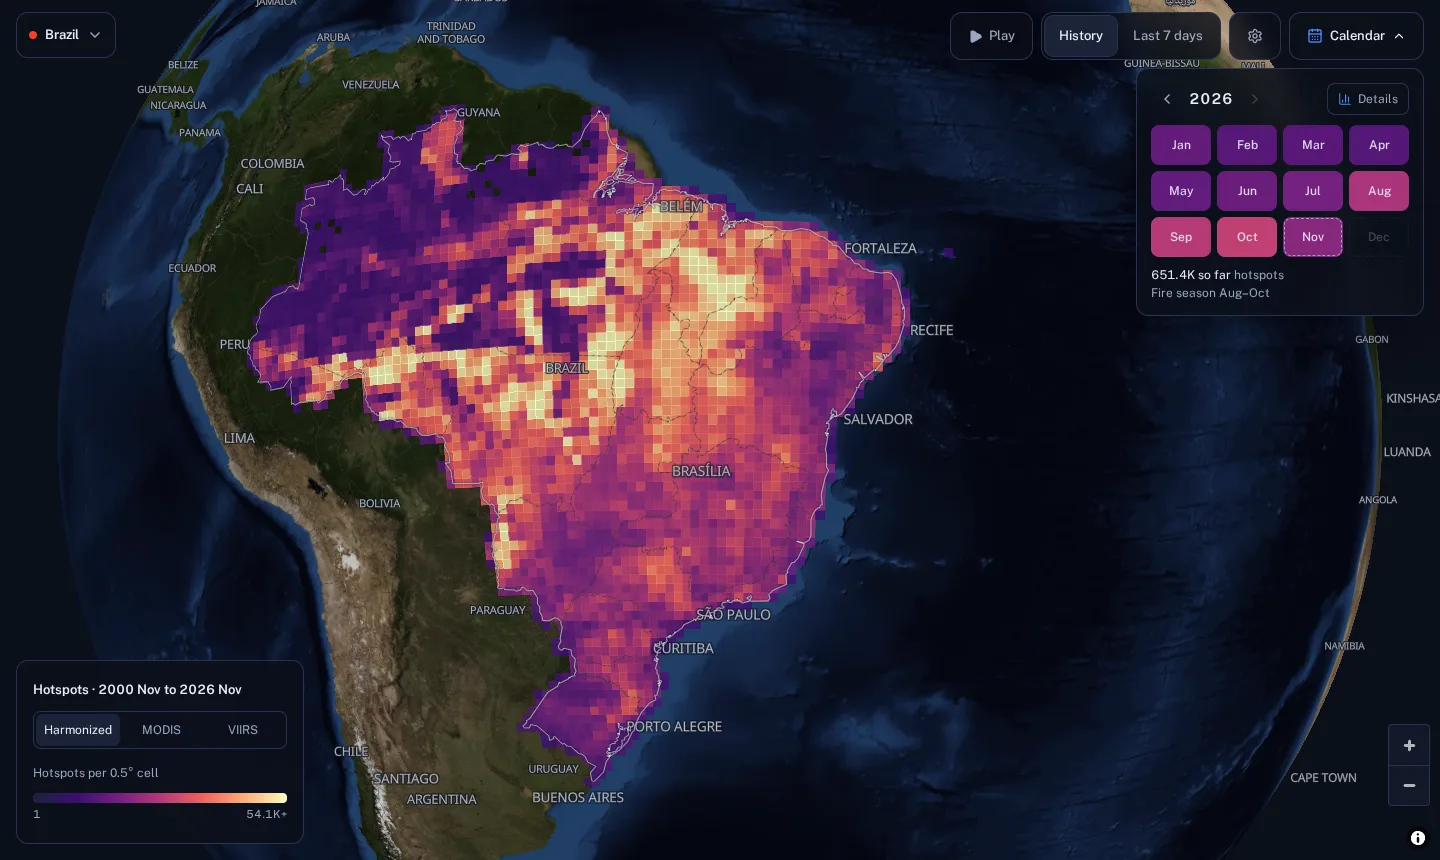 Brazil
Play
History
Last 7 days
Calendar
2026
Details
Jan
Feb
Mar
Apr
May
Jun
Jul
Aug
Sep
Oct
Nov
Dec
651.4K so far hotspots
Fire season Aug–Oct
JAMAICA
BELIZE
GUATEMALA
NICARAGUA
PANAMA
ARUBA
TRINIDAD
AND TOBAGO
VENEZUELA
GUYANA
COLOMBIA
CALI
ECUADOR
PERU
LIMA
BOLIVIA
BRAZIL
BELÉM
FORTALEZA
RECIFE
SALVADOR
BRASÍLIA
PARAGUAY
SÃO PAULO
CURITIBA
PORTO ALEGRE
URUGUAY
BUENOS AIRES
CHILE
SANTIAGO
ARGENTINA
GUINEA-BISSAU
GABON
KINSHASA
LUANDA
ANGOLA
NAMIBIA
CAPE TOWN
Hotspots · 2000 Nov to 2026 Nov
Harmonized
MODIS
VIIRS
Hotspots per 0.5° cell
1
54.1K+
+
−
i